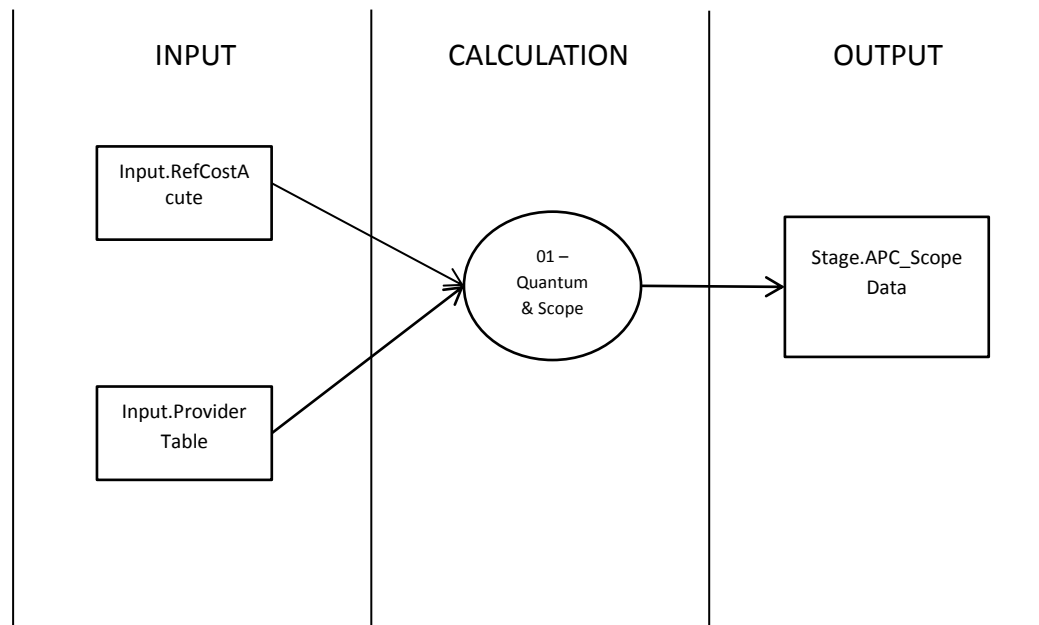 INPUT
CALCULATION
OUTPUT
Input.RefCostA
cute
Input.Provider
Table
01 –
Quantum
& Scope
Stage.APC_Scope
Data